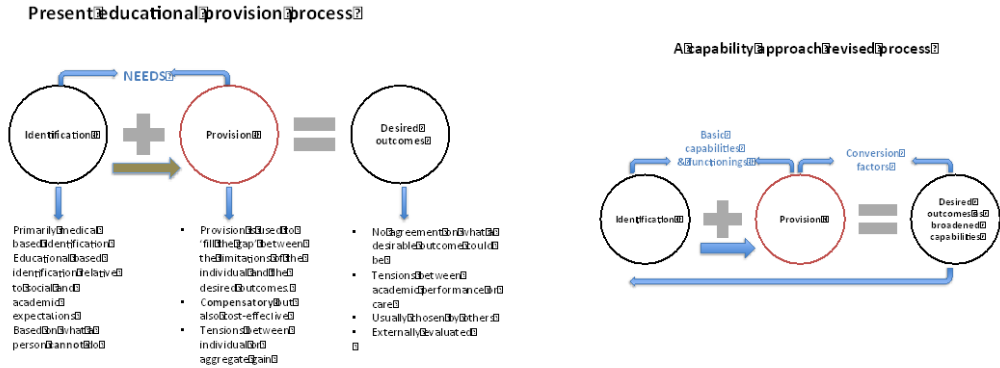 Present⍰educational⍰provision⍰process⍰
A⍰capability⍰approach⍰revised⍰process⍰
NEEDS⍰
Identification⍰
Provision⍰
Desired⍰
outcomes⍰
Primarily⍰medical⍰
based⍰identification⍰
Educational⍰based⍰
identification⍰relative⍰
to⍰social⍰and⍰
academic⍰
expectations⍰
Based⍰on⍰what⍰a⍰
person⍰cannot⍰do⍰
▪ Provision⍰is⍰used⍰to⍰
‘fill⍰the⍰gap’⍰between⍰
the⍰limitations⍰of⍰the⍰
individual⍰and⍰the⍰
desired⍰outcomes.⍰
▪ Compensatory⍰but⍰
also⍰cost-effective⍰
▪ Tensions⍰between⍰
individual⍰or⍰
aggregate⍰gain⍰
▪ No⍰agreement⍰on⍰what⍰a⍰
desirable⍰outcome⍰could⍰
be⍰
▪ Tensions⍰between⍰
academic⍰performance⍰or⍰
care⍰
▪ Usually⍰chosen⍰by⍰others⍰
▪ Externally⍰evaluated⍰
⍰
Basic⍰
capabilities⍰
&⍰functionings⍰
Conversion⍰
factors⍰
Identification⍰
Provision⍰
Desired⍰
outcomes⍰as⍰
broadened⍰
capabilities⍰